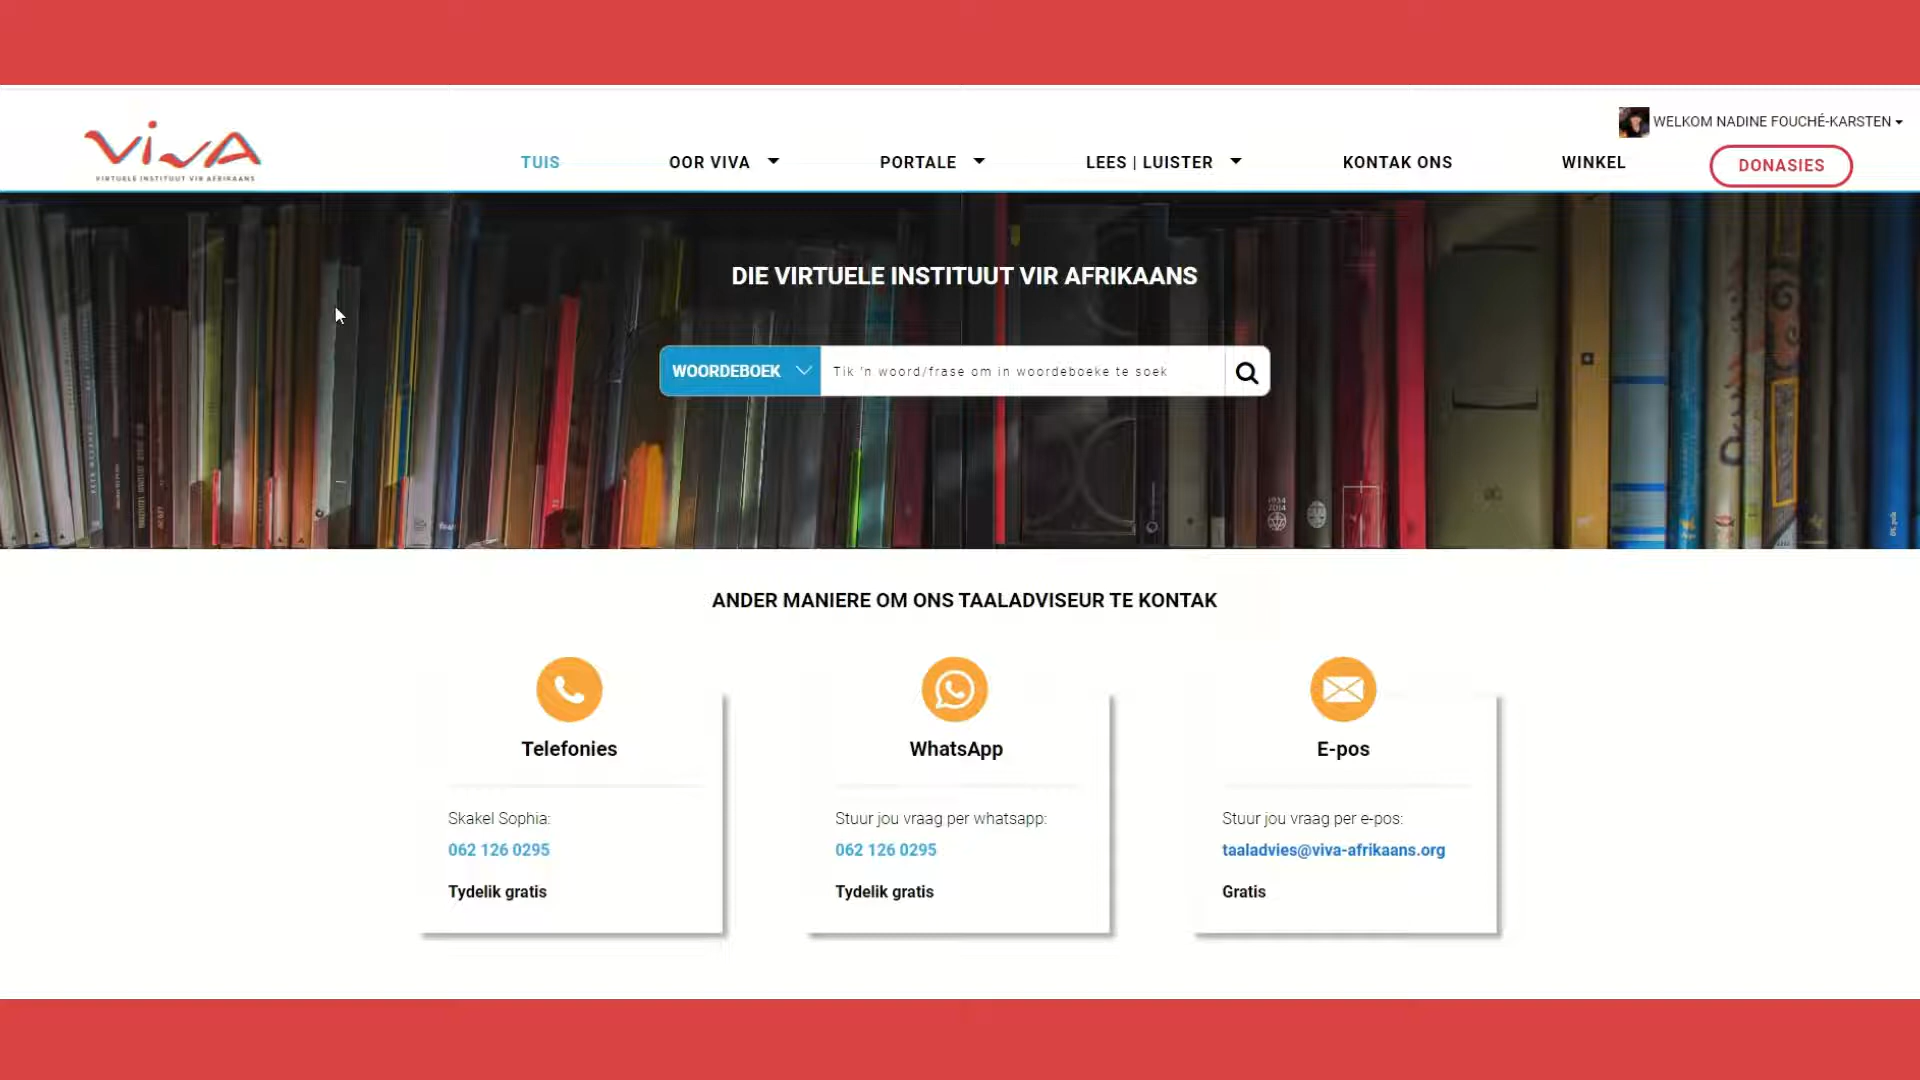 WELKOM NADINE FOUCHÉ-KARSTEN
VIVA
VIRTUELE INSTITUUT VIR AFRIKAANS
TUIS
OOR VIVA
PORTALE
LEES | LUISTER
KONTAK ONS
WINKEL
DONASIES
DIE VIRTUELE INSTITUUT VIR AFRIKAANS
WOORDEBOEK
Tik 'n woord/frase om in woordeboeke te soek
1934
2014
ANDER MANIERE OM ONS TAALADVISEUR TE KONTAK
Telefonies
Skakel Sophia:
062 126 0295
Tydelik gratis
WhatsApp
Stuur jou vraag per whatsapp:
062 126 0295
Tydelik gratis
E-pos
Stuur jou vraag per e-pos:
taaladvies@viva-afrikaans.org
Gratis